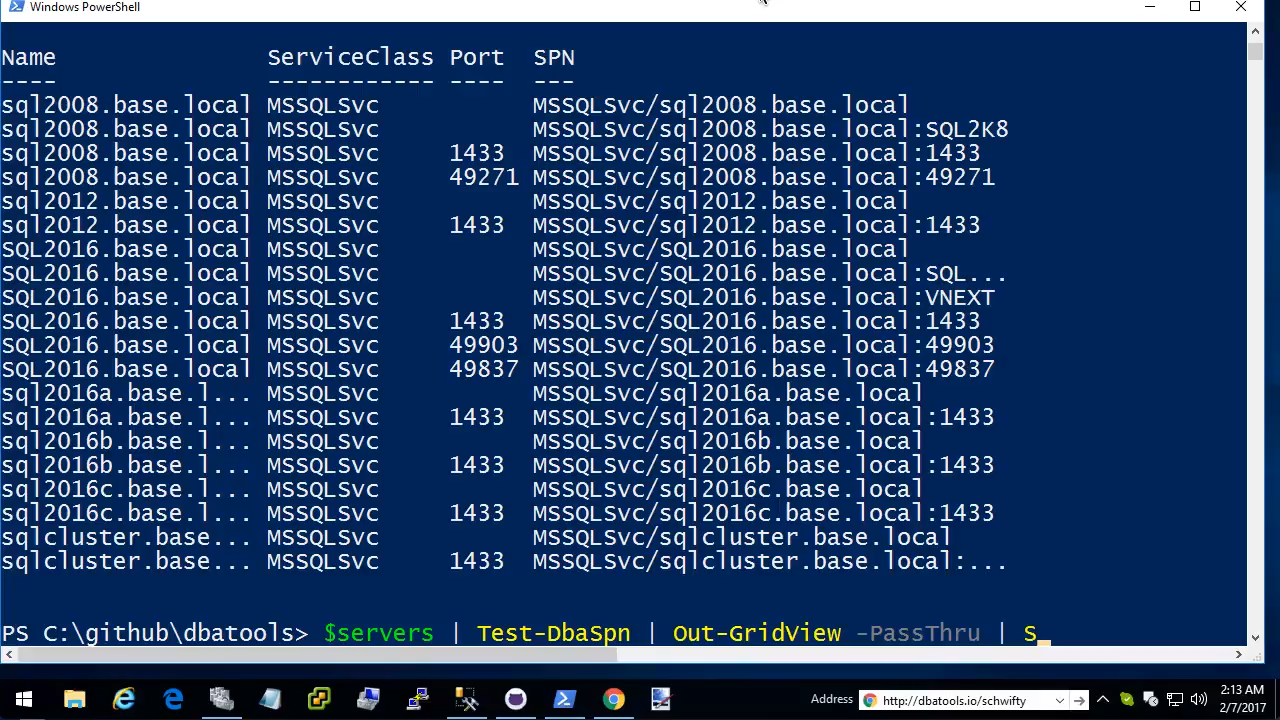 Windows PowerShell
Name ServiceClass Port SPN
---- ------------ ---- ---
sql2008.base.local MSSQLSvc MSSQLSvc/sql2008.base.local
sql2008.base.local MSSQLSvc MSSQLSvc/sql2008.base.local:SQL2K8
sql2008.base.local MSSQLSvc 1433 MSSQLSvc/sql2008.base.local:1433
sql2008.base.local MSSQLSvc 49271 MSSQLSvc/sql2008.base.local:49271
sql2012.base.local MSSQLSvc MSSQLSvc/sql2012.base.local
sql2012.base.local MSSQLSvc 1433 MSSQLSvc/sql2012.base.local:1433
SQL2016.base.local MSSQLSvc MSSQLSvc/SQL2016.base.local
SQL2016.base.local MSSQLSvc MSSQLSvc/SQL2016.base.local:SQL...
SQL2016.base.local MSSQLSvc MSSQLSvc/SQL2016.base.local:VNEXT
SQL2016.base.local MSSQLSvc 1433 MSSQLSvc/SQL2016.base.local:1433
SQL2016.base.local MSSQLSvc 49903 MSSQLSvc/SQL2016.base.local:49903
SQL2016.base.local MSSQLSvc 49837 MSSQLSvc/SQL2016.base.local:49837
sql2016a.base.l... MSSQLSvc MSSQLSvc/sql2016a.base.local
sql2016a.base.l... MSSQLSvc 1433 MSSQLSvc/sql2016a.base.local:1433
sql2016b.base.l... MSSQLSvc MSSQLSvc/sql2016b.base.local
sql2016b.base.l... MSSQLSvc 1433 MSSQLSvc/sql2016b.base.local:1433
sql2016c.base.l... MSSQLSvc MSSQLSvc/sql2016c.base.local
sql2016c.base.l... MSSQLSvc 1433 MSSQLSvc/sql2016c.base.local:1433
sqlcluster.base... MSSQLSvc MSSQLSvc/sqlcluster.base.local
sqlcluster.base... MSSQLSvc 1433 MSSQLSvc/sqlcluster.base.local:...
PS C:\github\dbatools> $servers | Test-DbaSpn | Out-GridView -PassThru | S_
Address http://dbatools.io/schwifty
2:13 AM
2/7/2017